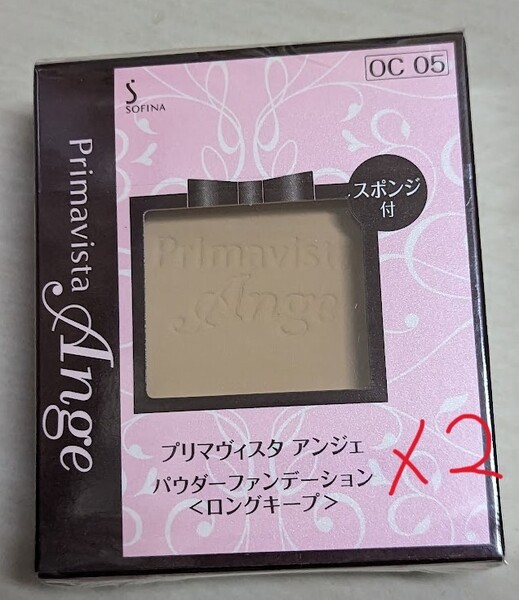 OC 05
SOFINA
Primavista Ange
スポンジ
付
Primavista
Ange
プリマヴィスタ アンジェ
パウダーファンデーション
<ロングキープ>
×2